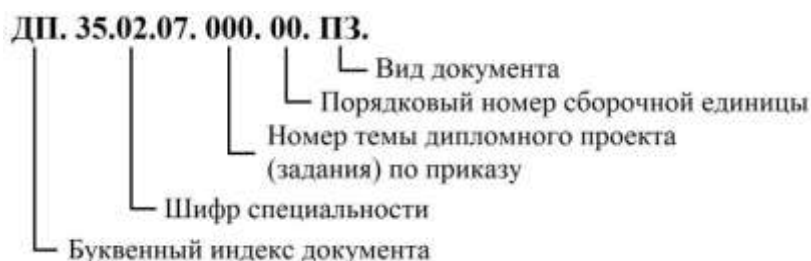 ДП. 35.02.07. 000. 00. ПЗ.
Вид документа
Порядковый номер сборочной единицы
Номер темы дипломного проекта
(задания) по приказу
Шифр специальности
Буквенный индекс документа